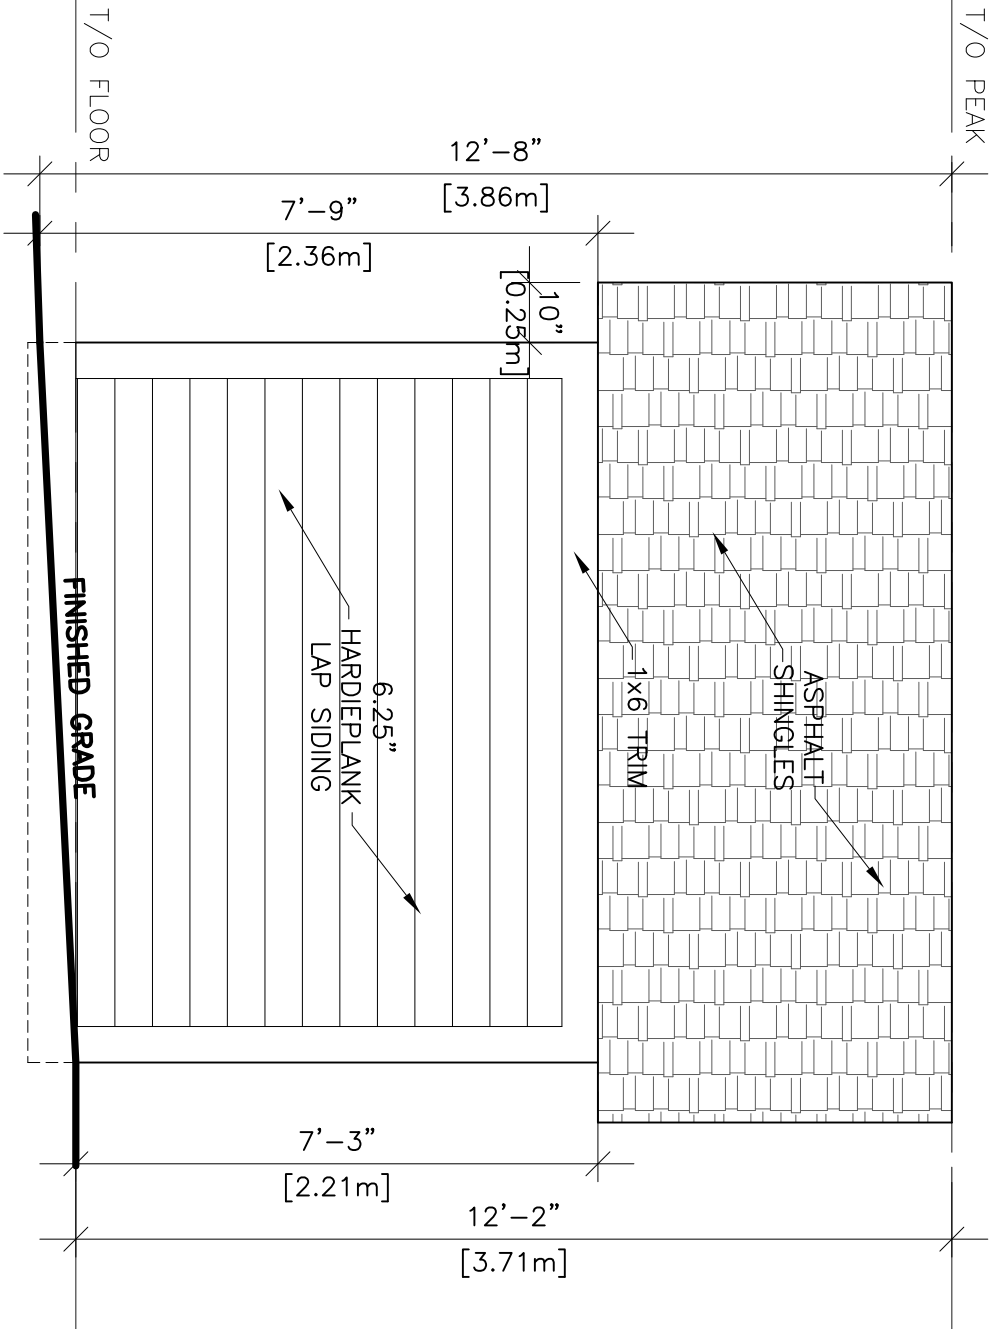 T/O PEAK
T/O FLOOR
12'-8"
[3.86m]
7'-9"
[2.36m]
10"
[0.25m]
ASPHALT
SHINGLES
1x6 TRIM
6.25"
HARDIEPLANK
LAP SIDING
FINISHED GRADE
7'-3"
[2.21m]
12'-2"
[3.71m]